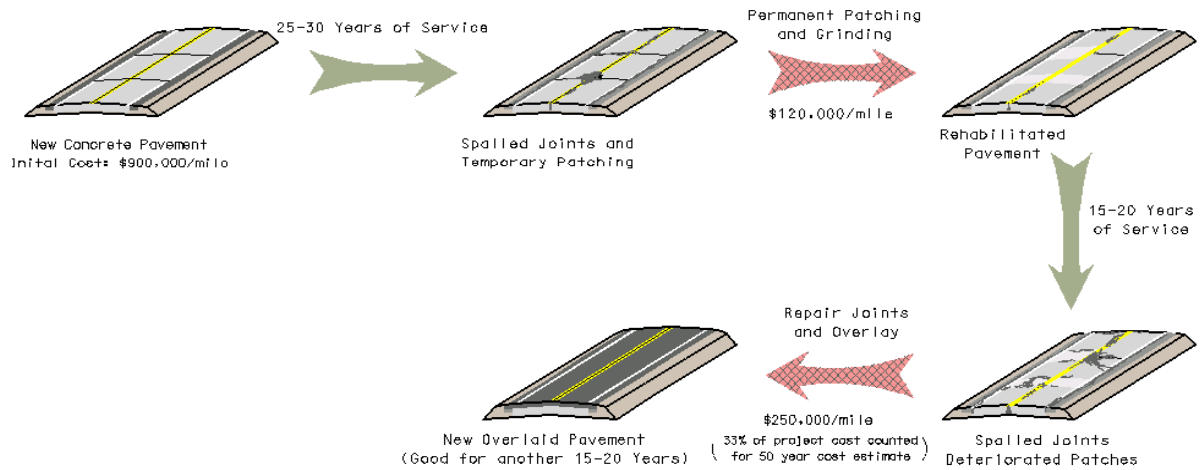 25-30 Years of Service
Permanent Patching
and Grinding
$120,000/mile
New Concrete Pavement
Inital Cost: $900,000/mile
Spalled Joints and
Temporary Patching
Rehabilitated
Pavement
15-20 Years
of Service
Repair Joints
and Overlay
$250,000/mile
( 33% of project cost counted
for 50 year cost estimate )
New Overlaid Pavement
(Good for another 15-20 Years)
Spalled Joints
Deteriorated Patches